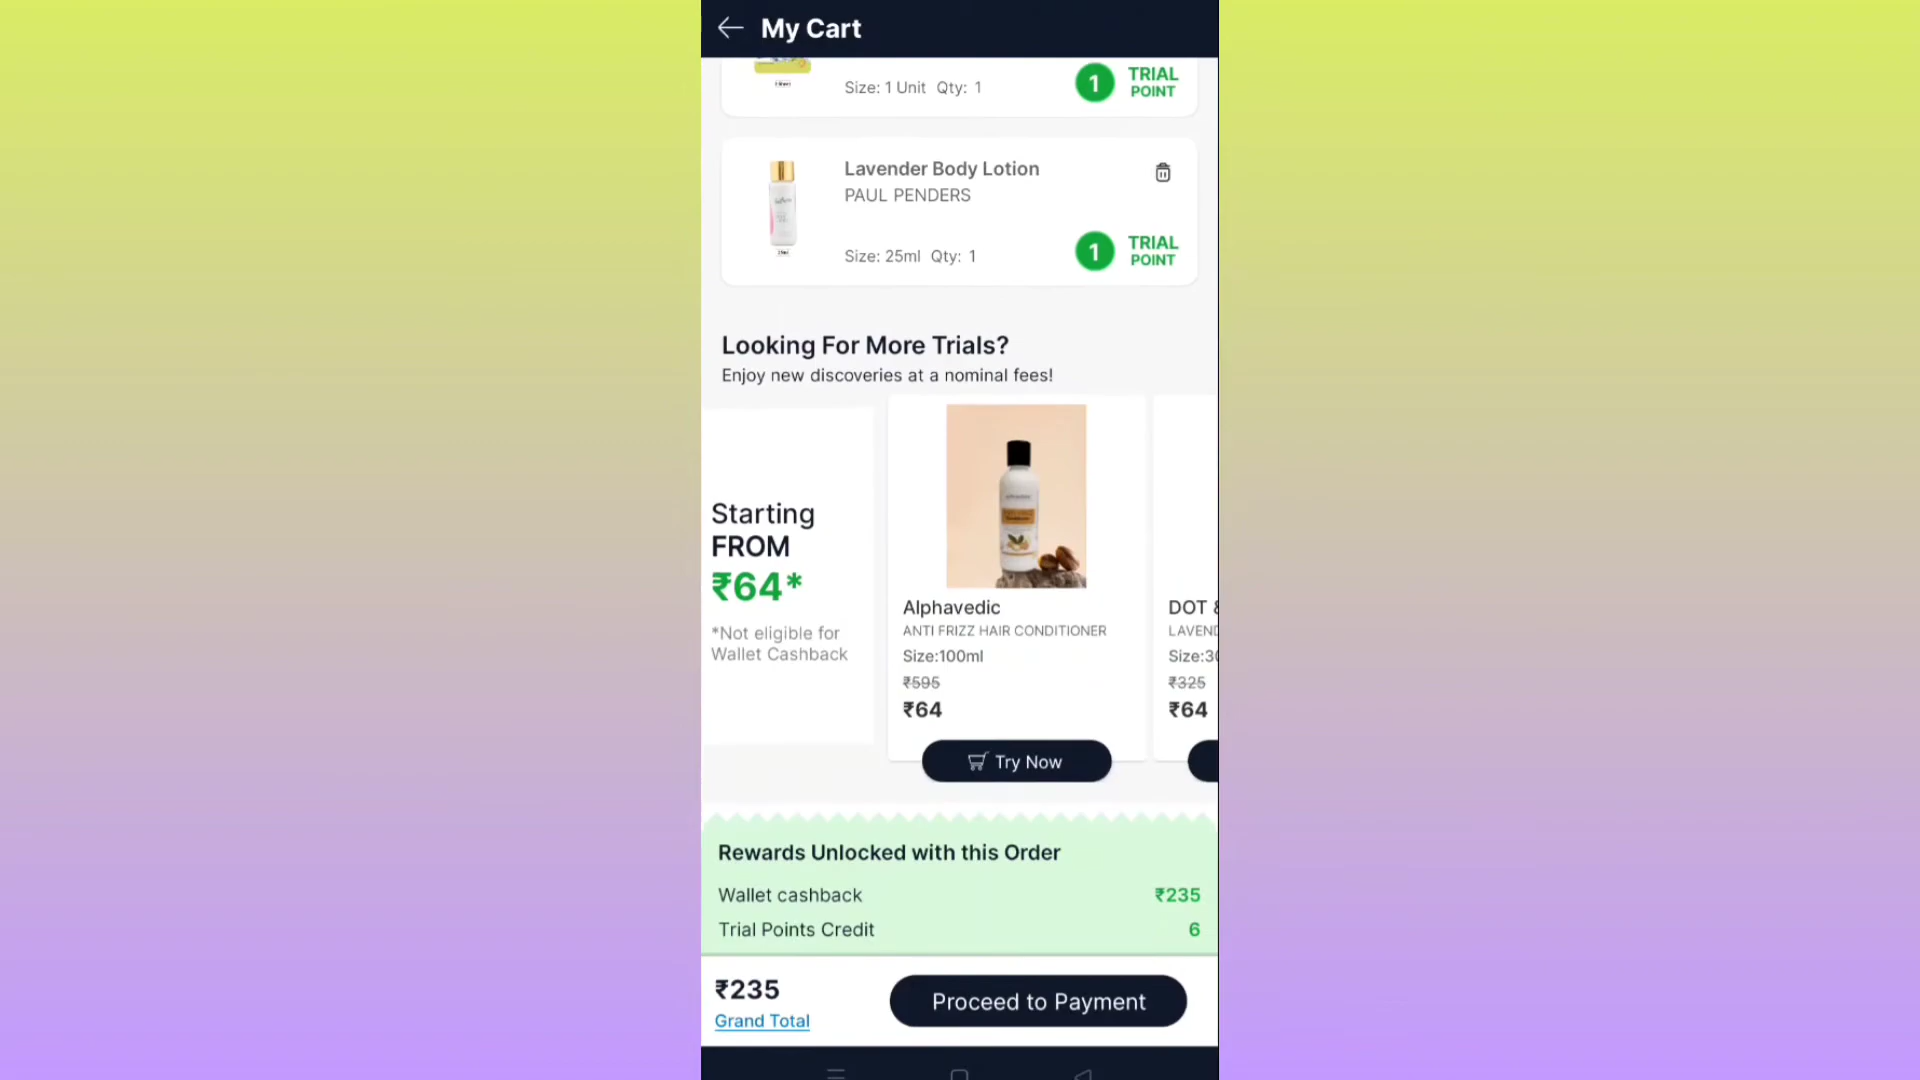 My Cart
Size: 1 Unit Qty: 1
1 TRIAL
POINT
Lavender Body Lotion
PAUL PENDERS
Size: 25ml Qty: 1
1 TRIAL
POINT
Looking For More Trials?
Enjoy new discoveries at a nominal fees!
Starting
FROM
₹64*
*Not eligible for
Wallet Cashback
Alphavedic
ANTI FRIZZ HAIR CONDITIONER
Size:100ml
₹595
₹64
Try Now
DOT &
LAVEND
Size:30
₹325
₹64
Rewards Unlocked with this Order
Wallet cashback ₹235
Trial Points Credit 6
₹235
Grand Total
Proceed to Payment